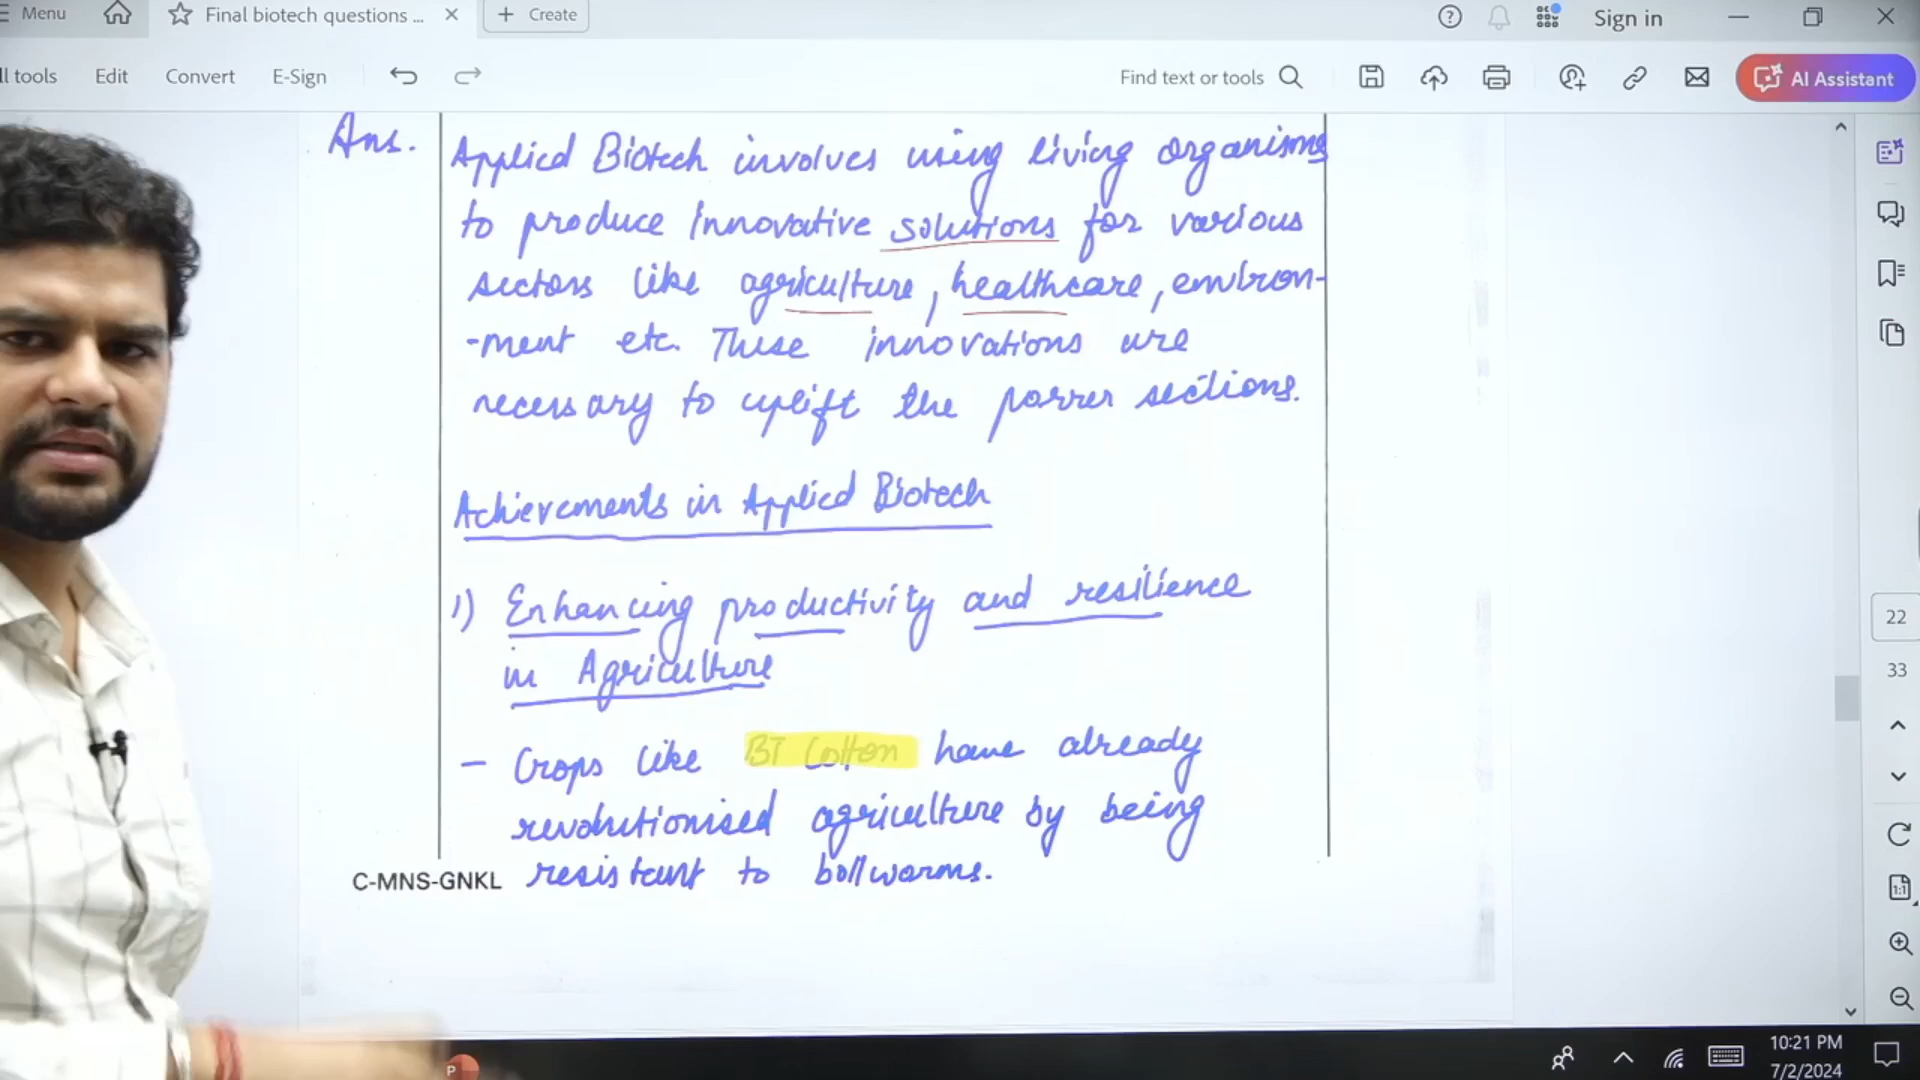 Menu
Final biotech questions ...
Create
Sign in
ll tools
Edit
Convert
E-Sign
Find text or tools
AI Assistant
Ans.
Applied Biotech involves using living organisms
to produce innovative solutions for various
sectors like agriculture, healthcare, environ-
-ment etc. These innovations are
necessary to uplift the porrer sections.
Achievements in Applied Biotech
1) Enhancing productivity and resilience
in Agriculture
- Crops like BT Cotton have already
revolutionised agriculture by being
resistant to bollworms.
C-MNS-GNKL
22
33
1:1
P
10:21 PM
7/2/2024